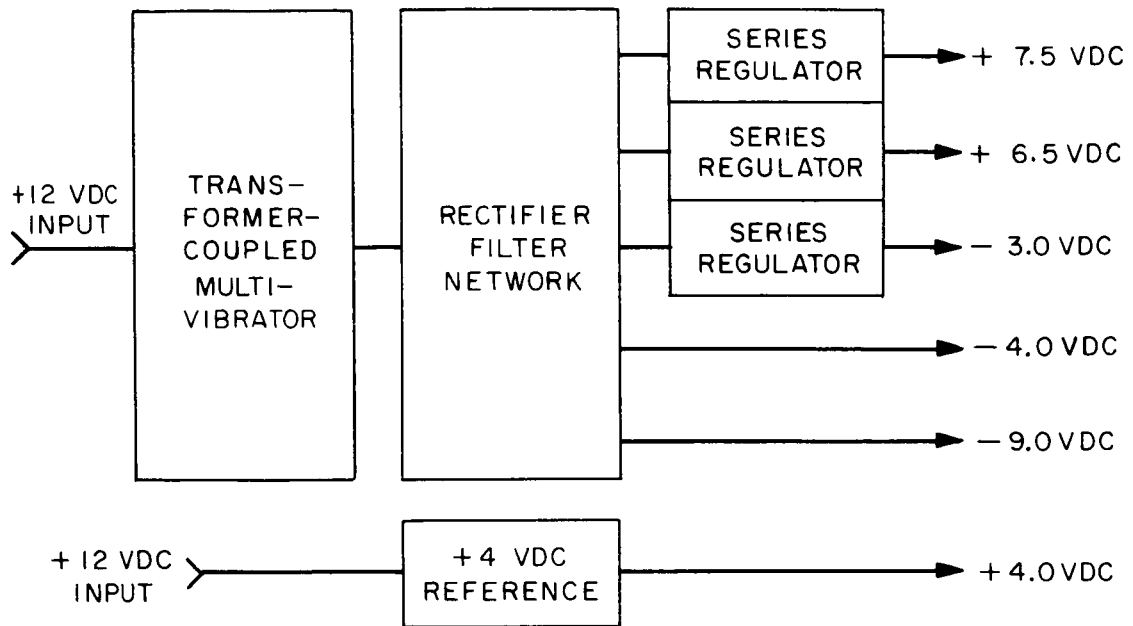 +12 VDC
INPUT
TRANS-
FORMER-
COUPLED
MULTI-
VIBRATOR
RECTIFIER
FILTER
NETWORK
SERIES
REGULATOR
+ 7.5 VDC
SERIES
REGULATOR
+ 6.5 VDC
SERIES
REGULATOR
- 3.0 VDC
- 4.0 VDC
- 9.0 VDC
+ 12 VDC
INPUT
+4 VDC
REFERENCE
+4.0 VDC